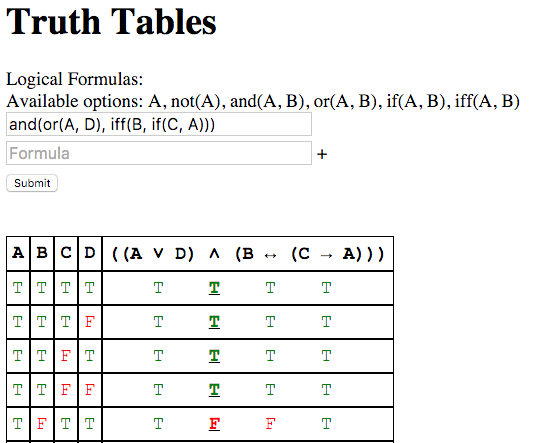 Truth Tables
Logical Formulas:
Available options: A, not(A), and(A, B), or(A, B), if(A, B), iff(A, B)
and(or(A, D), iff(B, if(C, A)))
Formula +
Submit
A B C D ((A ∨ D) ∧ (B ↔ (C → A)))
T T T T T T T T
T T T F T T T T
T T F T T T T T
T T F F T T T T
T F T T T F F T